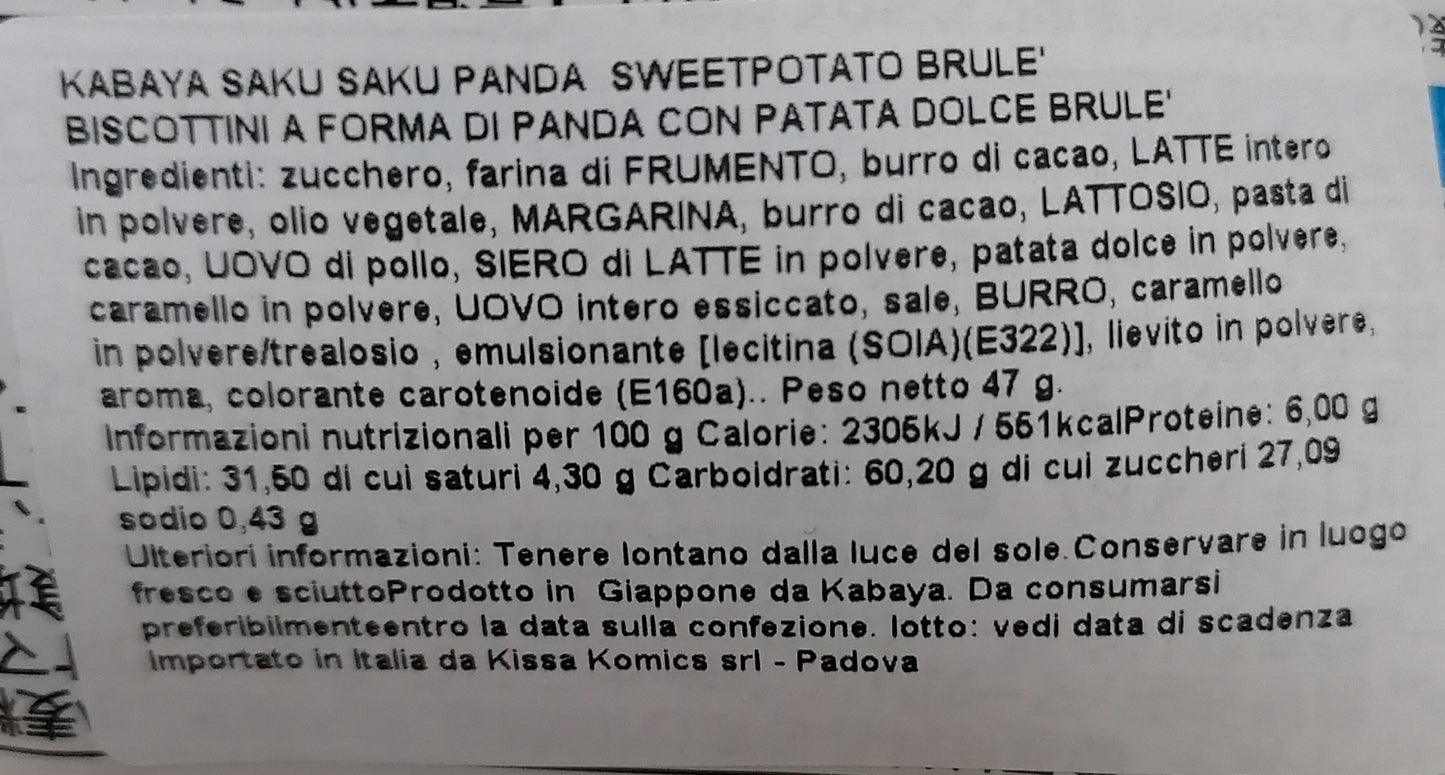 KABAYA SAKU SAKU PANDA SWEETPOTATO BRULE'
BISCOTTINI A FORMA DI PANDA CON PATATA DOLCE BRULE'
Ingredienti: zucchero, farina di FRUMENTO, burro di cacao, LATTE intero
in polvere, olio vegetale, MARGARINA, burro di cacao, LATTOSIO, pasta di
cacao, UOVO di pollo, SIERO di LATTE in polvere, patata dolce in polvere,
caramello in polvere, UOVO intero essiccato, sale, BURRO, caramello
in polvere/trealosio , emulsionante [lecitina (SOIA)(E322)], lievito in polvere,
aroma, colorante carotenoide (E160a).. Peso netto 47 g.
Informazioni nutrizionali per 100 g Calorie: 2305kJ / 551kcalProteine: 6,00 g
Lipidi: 31,50 di cui saturi 4,30 g Carboidrati: 60,20 g di cui zuccheri 27,09
sodio 0,43 g
Ulteriori informazioni: Tenere lontano dalla luce del sole.Conservare in luogo
fresco e sciuttoProdotto in Giappone da Kabaya. Da consumarsi
preferibilmenteentro la data sulla confezione. lotto: vedi data di scadenza
Importato in Italia da Kissa Komics srl - Padova